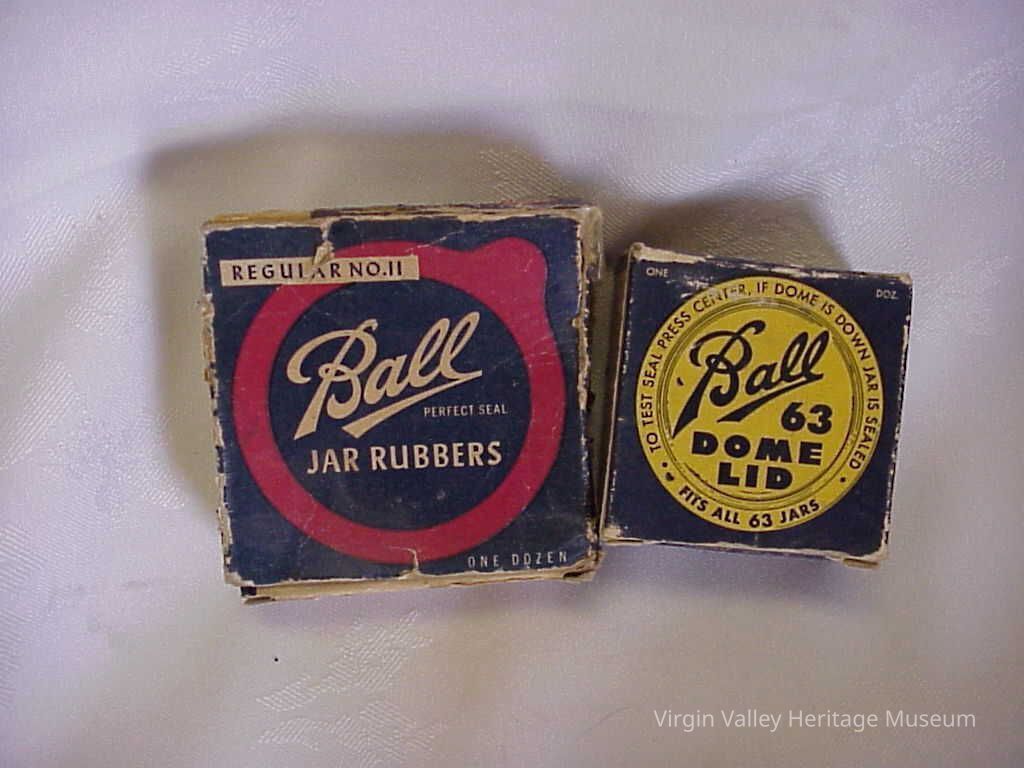 REGULAR NO.11
Ball
PERFECT SEAL
JAR RUBBERS
ONE DOZEN
ONE DOZ.
TO TEST SEAL PRESS CENTER, IF DOME IS DOWN JAR IS SEALED
Ball
63
DOME
LID
FITS ALL 63 JARS
Virgin Valley Heritage Museum